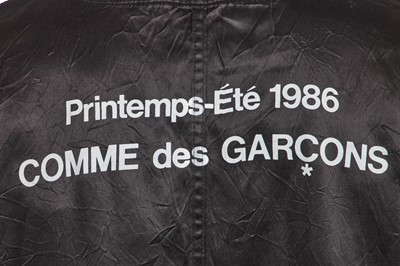 Printemps-Été 1986
COMME des GARÇONS
*